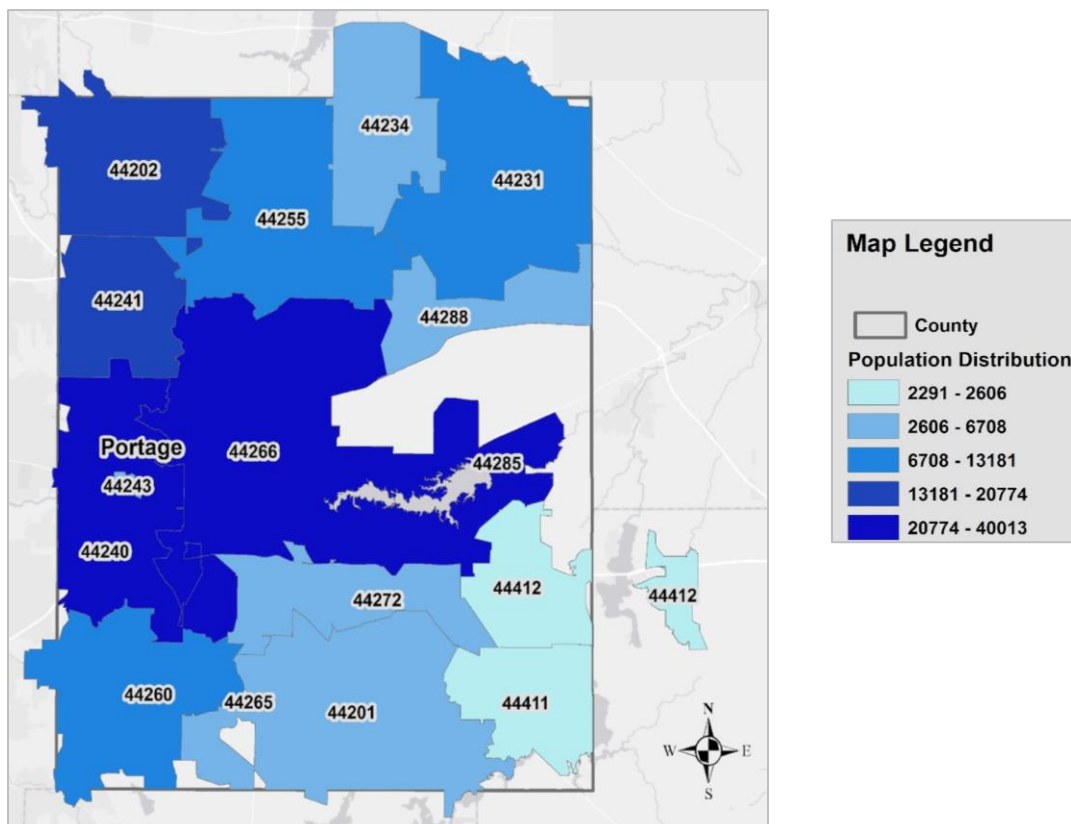 44234
44202
44231
44255
44241
44288
Portage
44266
44285
44243
44240
44412
44412
44272
44260
44265
44201
44411
N
W E
S
Map Legend
County
Population Distribution
2291 - 2606
2606 - 6708
6708 - 13181
13181 - 20774
20774 - 40013